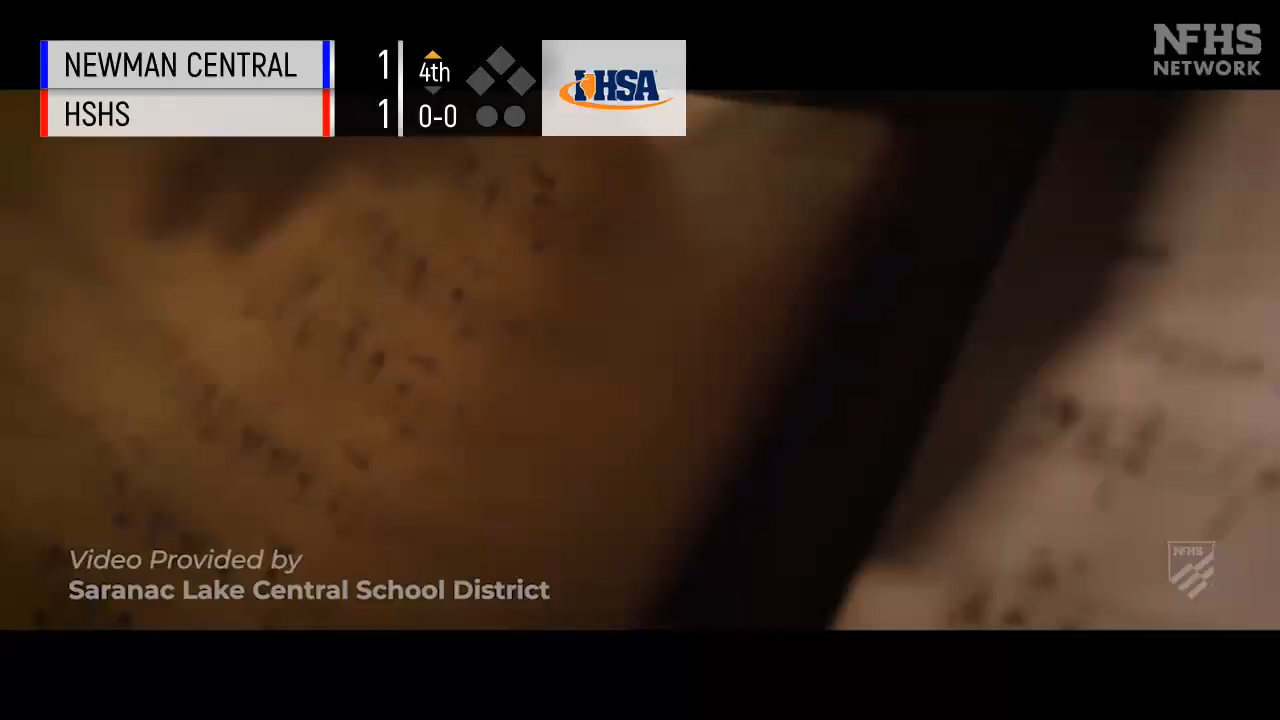 NEWMAN CENTRAL 1
HSHS 1
4th
0-0
IHSA
NFHS
NETWORK
Video Provided by
Saranac Lake Central School District
NFHS